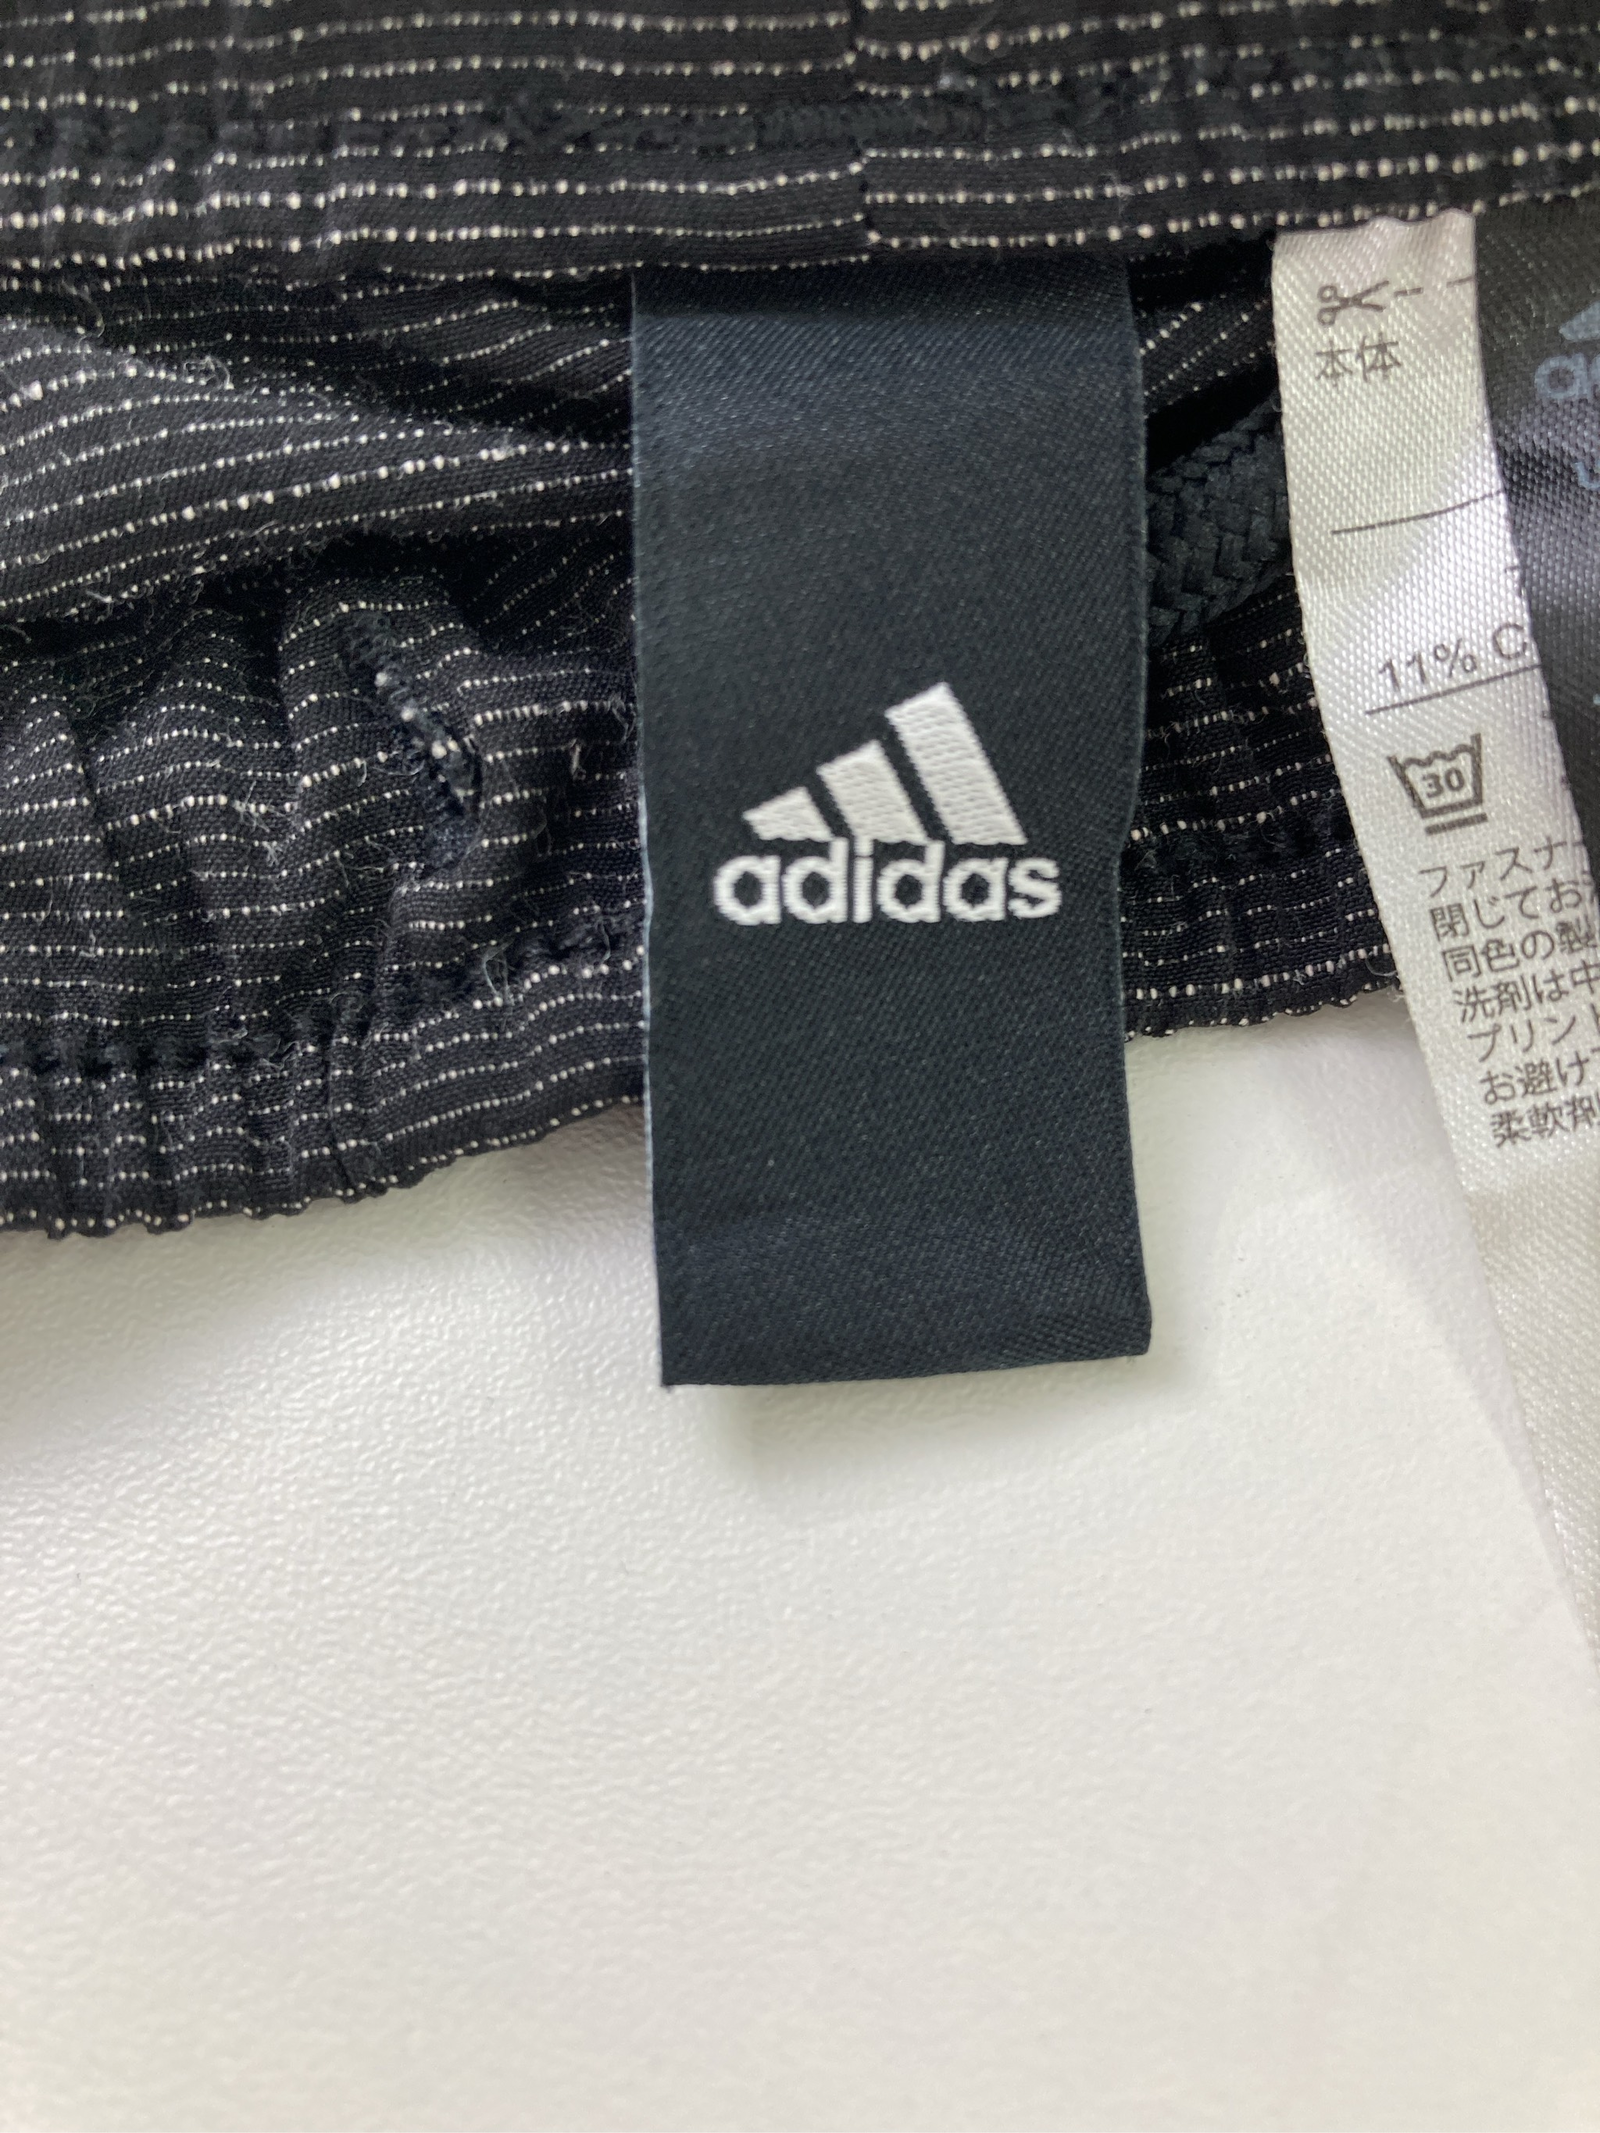 adidas
本体
11% C
30
ファスナ
閉じてお
同色の製
洗剤は中
プリント
お避け
柔軟剤